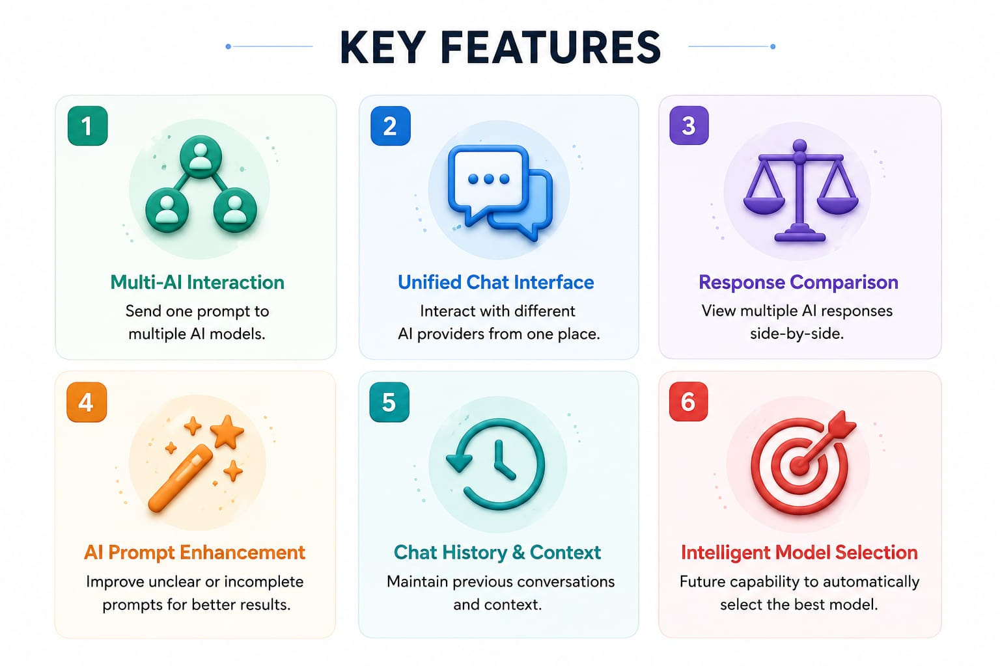 KEY FEATURES
1
Multi-AI Interaction
Send one prompt to
multiple AI models.
2
Unified Chat Interface
Interact with different
AI providers from one place.
3
Response Comparison
View multiple AI responses
side-by-side.
4
AI Prompt Enhancement
Improve unclear or incomplete
prompts for better results.
5
Chat History & Context
Maintain previous conversations
and context.
6
Intelligent Model Selection
Future capability to automatically
select the best model.